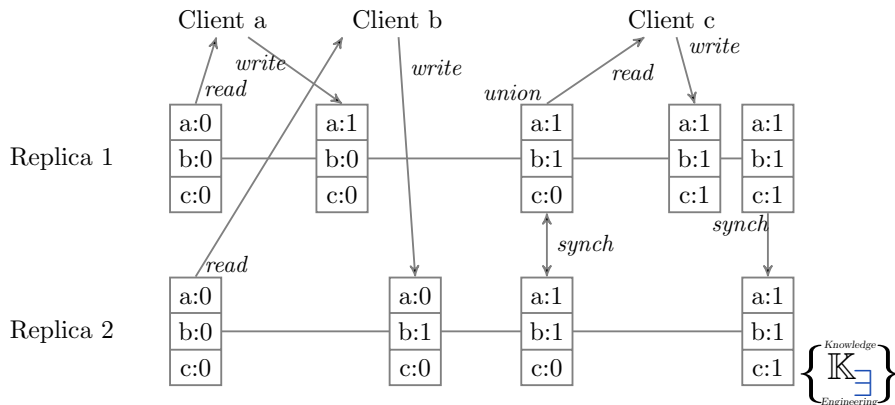 Client a Client b Client c
write write write
read union read
a:0 a:1 a:1 a:1 a:1
Replica 1 b:0 b:0 b:1 b:1 b:1
c:0 c:0 c:0 c:1 c:1
synch synch
read
a:0 a:0 a:1 a:1
Replica 2 b:0 b:1 b:1 b:1
c:0 c:0 c:0 c:1
Knowledge
K∃
Engineering